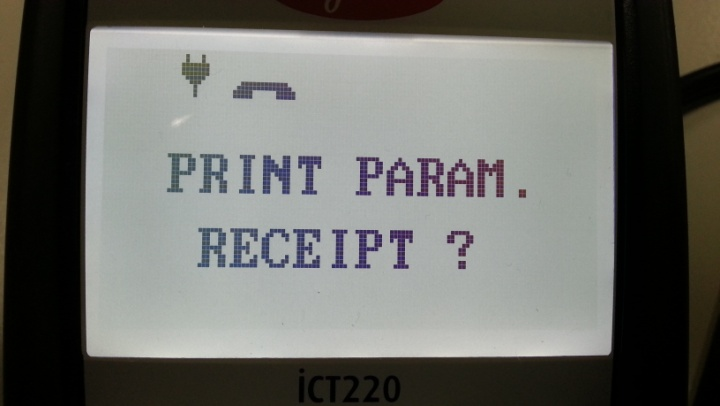 PRINT PARAM.
RECEIPT ?
iCT220